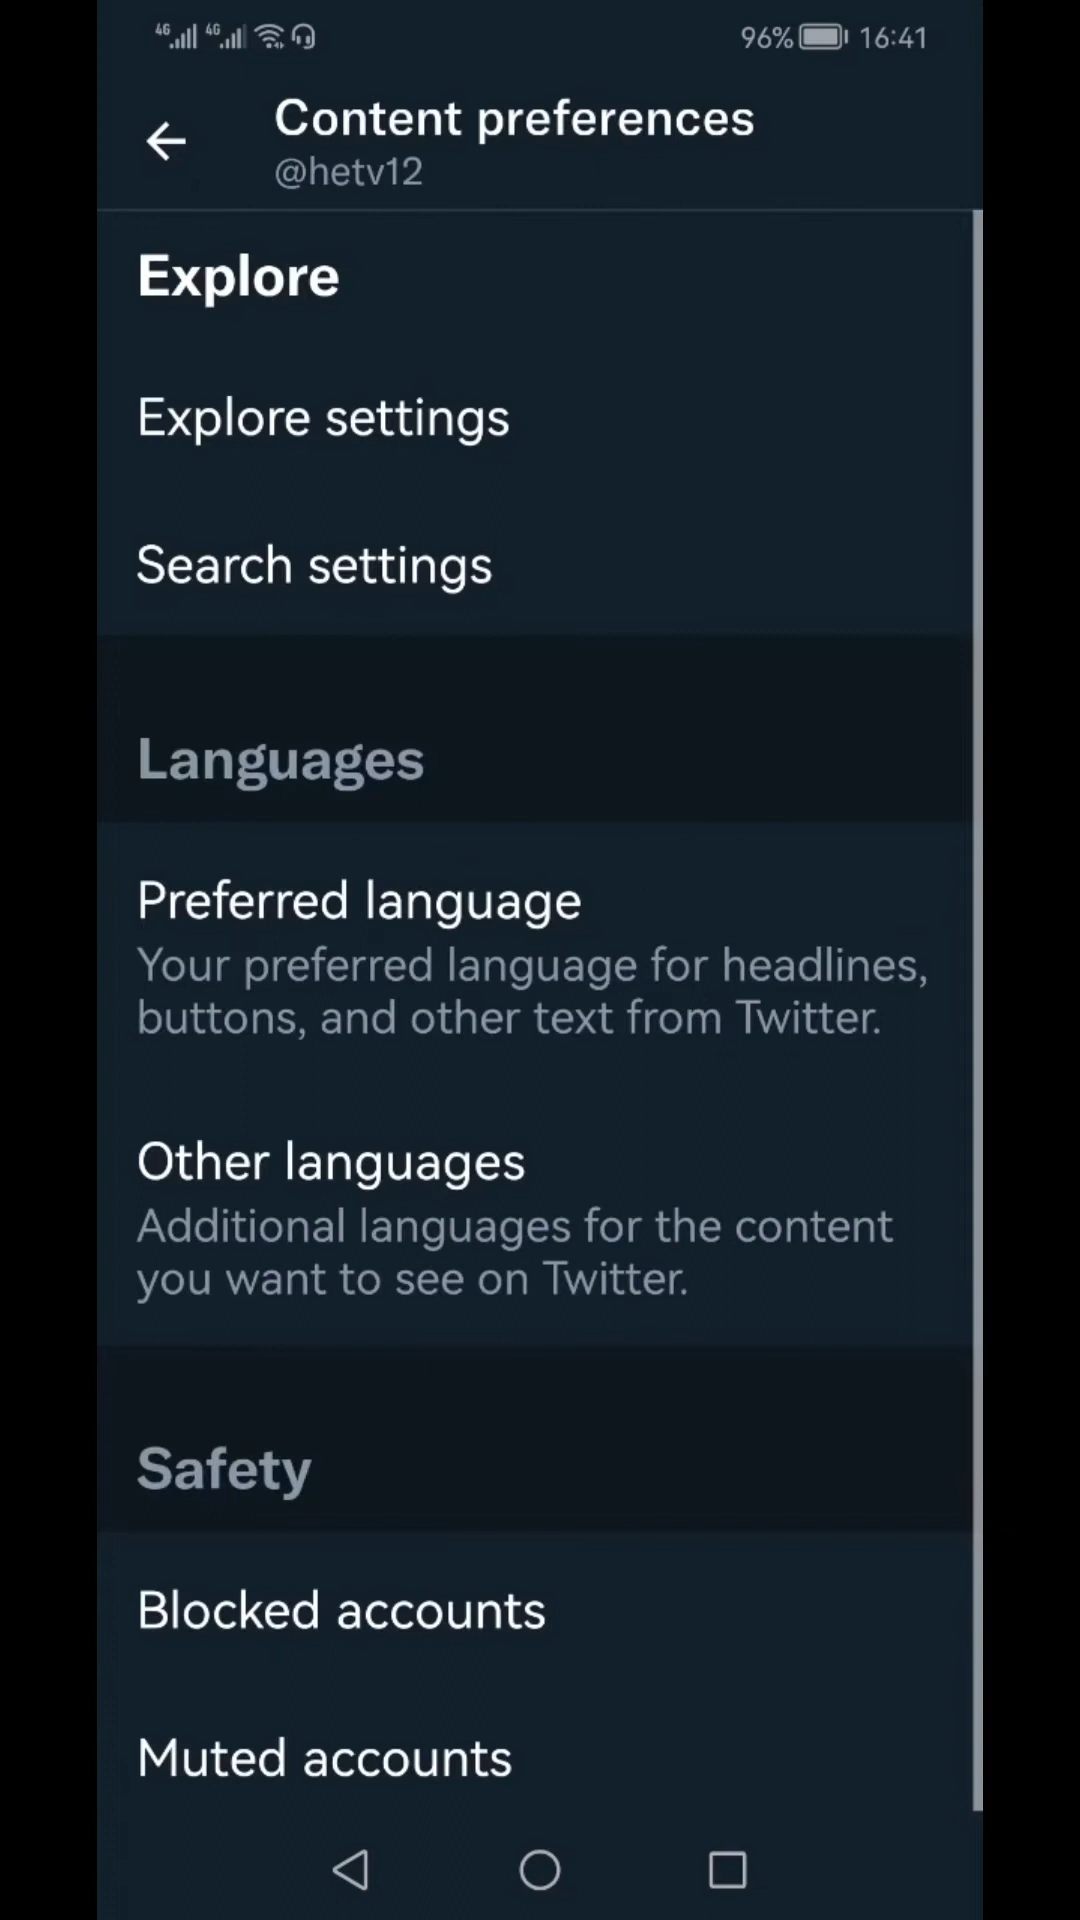 4G 4G 96% 16:41
Content preferences
@hetv12
Explore
Explore settings
Search settings
Languages
Preferred language
Your preferred language for headlines,
buttons, and other text from Twitter.
Other languages
Additional languages for the content
you want to see on Twitter.
Safety
Blocked accounts
Muted accounts